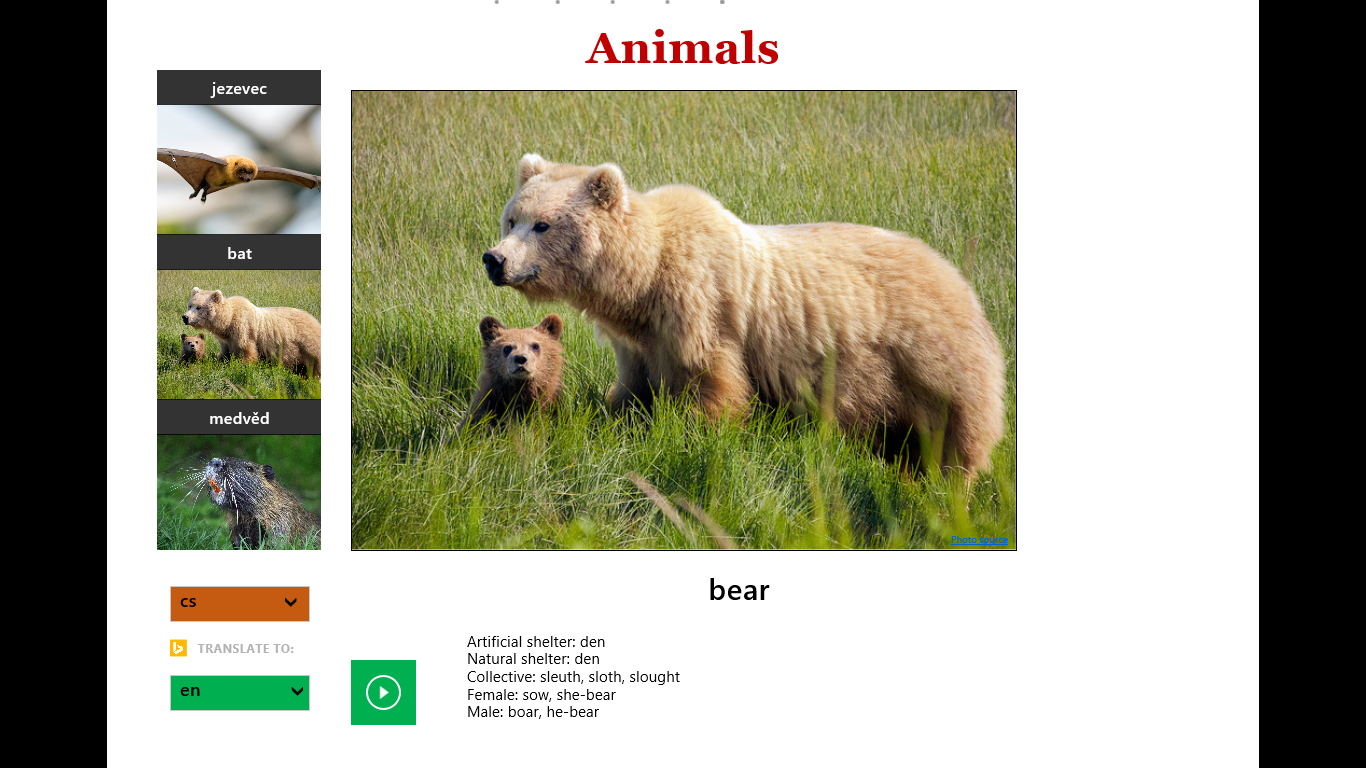 Animals
jezevec
bat
medvěd
Photo source
bear
cs
TRANSLATE TO:
en
Artificial shelter: den
Natural shelter: den
Collective: sleuth, sloth, slought
Female: sow, she-bear
Male: boar, he-bear